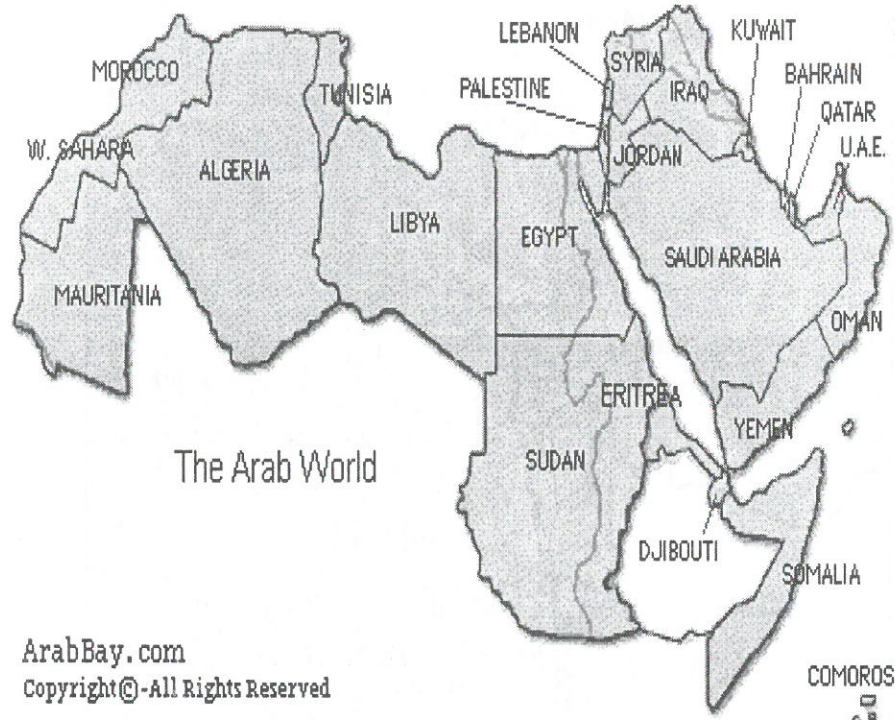 LEBANON
KUWAIT
SYRIA
MOROCCO
BAHRAIN
PALESTINE
IRAQ
TUNISIA
QATAR
W. SAHARA
JORDAN
U.A.E.
ALGERIA
LIBYA
EGYPT
SAUDI ARABIA
MAURITANIA
OMAN
ERITREA
YEMEN
The Arab World
SUDAN
DJIBOUTI
SOMALIA
ArabBay.com
COMOROS
Copyright©-All Rights Reserved